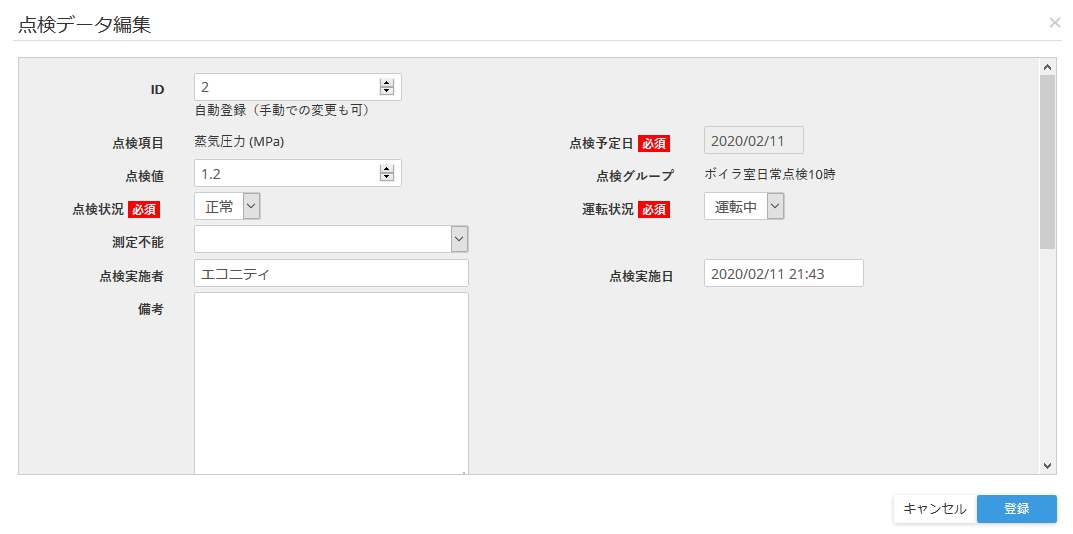 点検データ編集 ×
ID 2
自動登録（手動での変更も可）
点検項目 蒸気圧力 (MPa) 点検予定日 必須 2020/02/11
点検値 1.2 点検グループ ボイラ室日常点検10時
点検状況 必須 正常 運転状況 必須 運転中
測定不能
点検実施者 エコニティ 点検実施日 2020/02/11 21:43
備考
キャンセル 登録